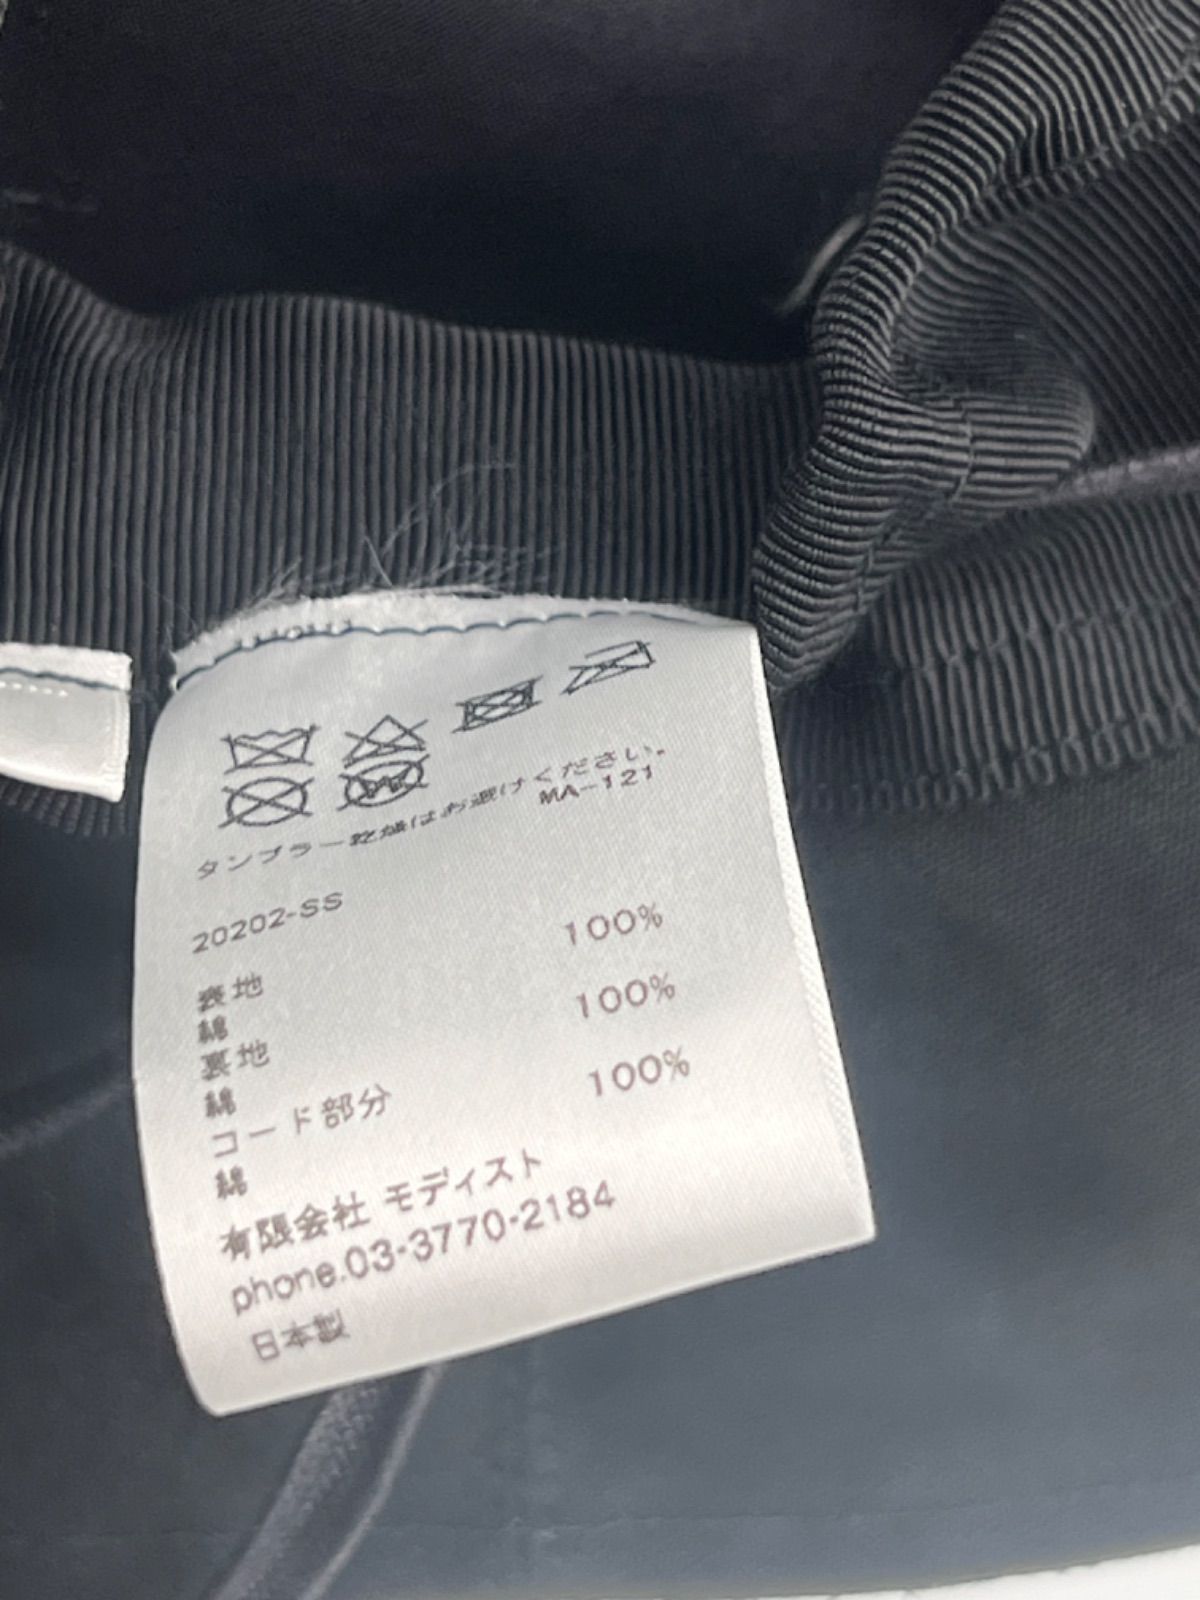 タンブラー乾燥はお避けください。
MA-121
20202-SS
表地
綿 100%
裏地
綿 100%
コード部分
綿 100%
有限会社 モディスト
phone.03-3770-2184
日本製